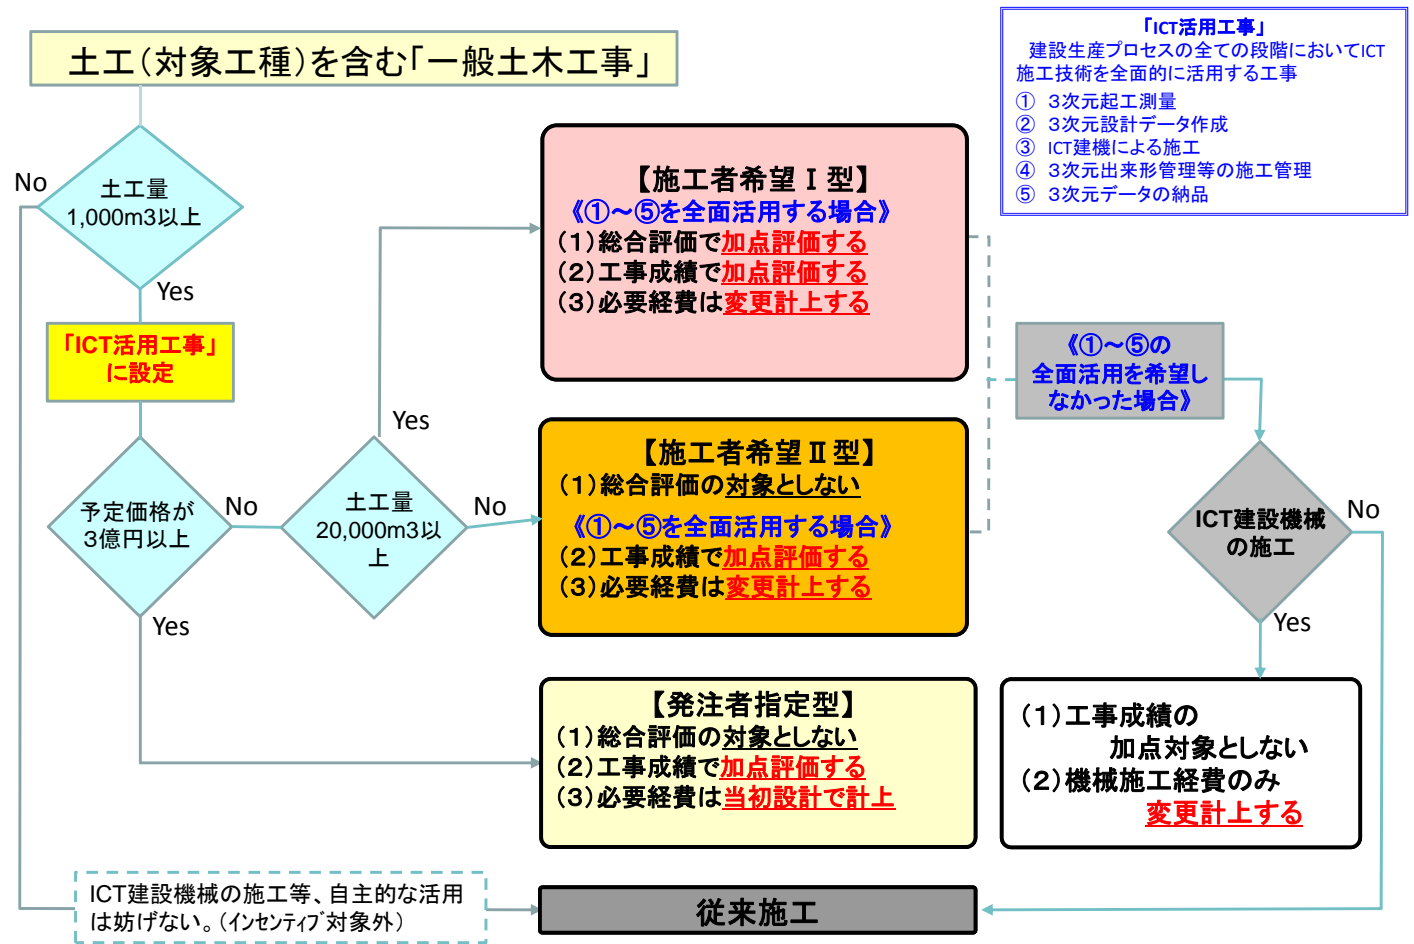 土工（対象工種）を含む「一般土木工事」
「ICT活用工事」
建設生産プロセスの全ての段階においてICT
施工技術を全面的に活用する工事
① ３次元起工測量
② ３次元設計データ作成
③ ICT建機による施工
④ ３次元出来形管理等の施工管理
⑤ ３次元データの納品
No
土工量
1,000m3以上
Yes
「ICT活用工事」
に設定
予定価格が
３億円以上
No
Yes
土工量
20,000m3以
上
Yes
No
【施工者希望Ⅰ型】
《①～⑤を全面活用する場合》
（１）総合評価で加点評価する
（２）工事成績で加点評価する
（３）必要経費は変更計上する
【施工者希望Ⅱ型】
（１）総合評価の対象としない
《①～⑤を全面活用する場合》
（２）工事成績で加点評価する
（３）必要経費は変更計上する
【発注者指定型】
（１）総合評価の対象としない
（２）工事成績で加点評価する
（３）必要経費は当初設計で計上
《①～⑤の
全面活用を希望し
なかった場合》
ICT建設機械
の施工
No
Yes
（１）工事成績の
加点対象としない
（２）機械施工経費のみ
変更計上する
ICT建設機械の施工等、自主的な活用
は妨げない。（インセンティブ対象外）
従来施工